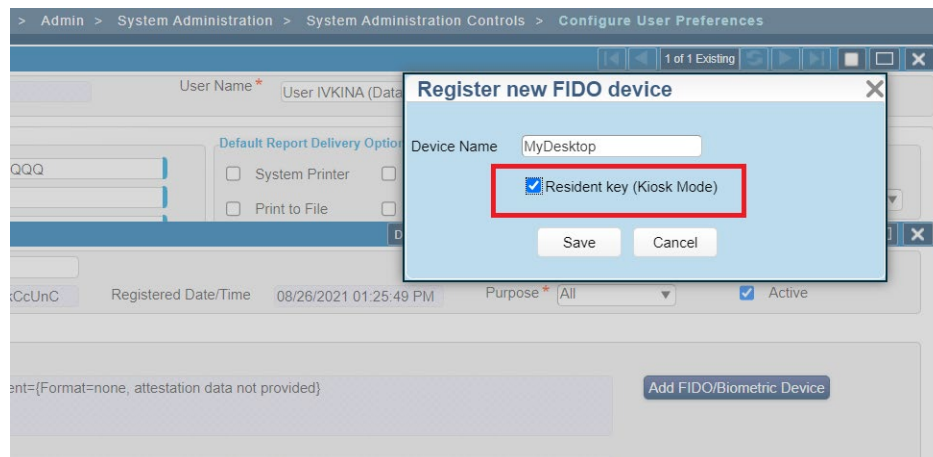 > Admin > System Administration > System Administration Controls > Configure User Preferences
1 of 1 Existing
User Name * User IVKINA (Data
Register new FIDO device
Default Report Delivery Option
Device Name MyDesktop
QQQ
System Printer
Resident key (Kiosk Mode)
Print to File
D
Save Cancel
CcUnC Registered Date/Time 08/26/2021 01:25:49 PM Purpose * All Active
ent={Format=none, attestation data not provided}
Add FIDO/Biometric Device